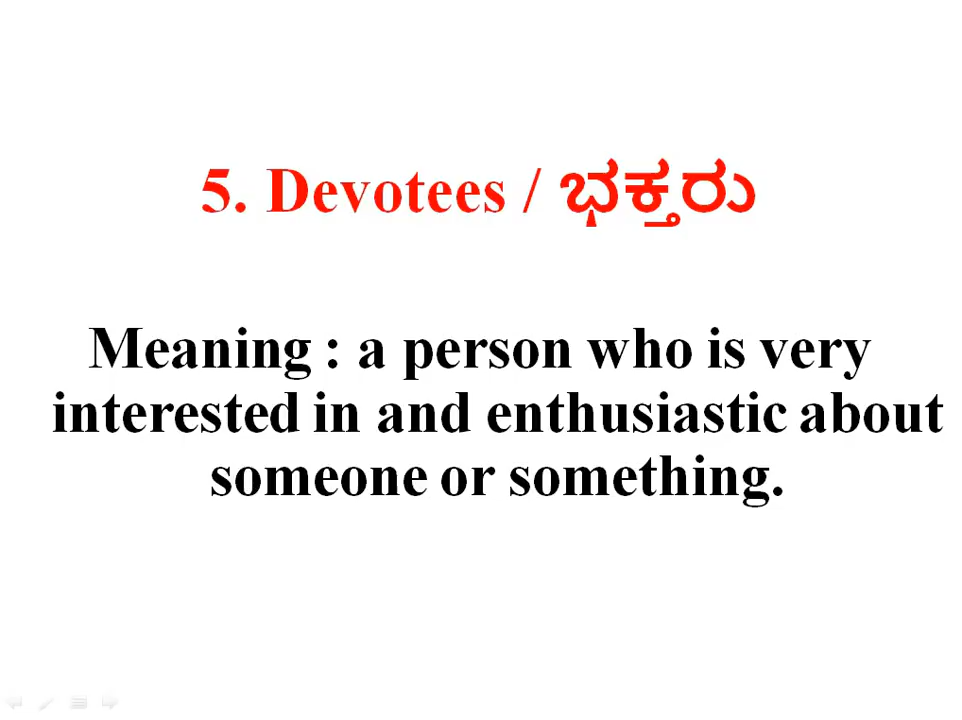 5. Devotees / ಭಕ್ತರು
Meaning : a person who is very
interested in and enthusiastic about
someone or something.